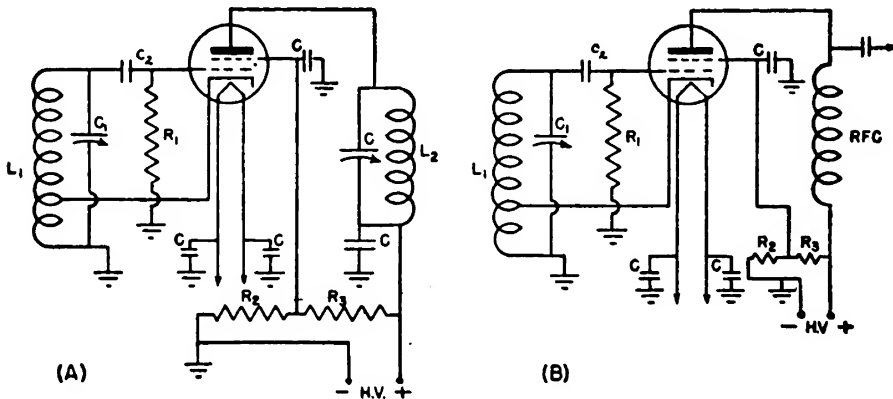 C₂
C
C₁
R₁
L₁
C
L₂
C
C
C
R₂
R₃
(A)
- H.V. +
C₂
C
C₁
R₁
L₁
RFC
C
C
R₂
R₃
(B)
- H.V. +